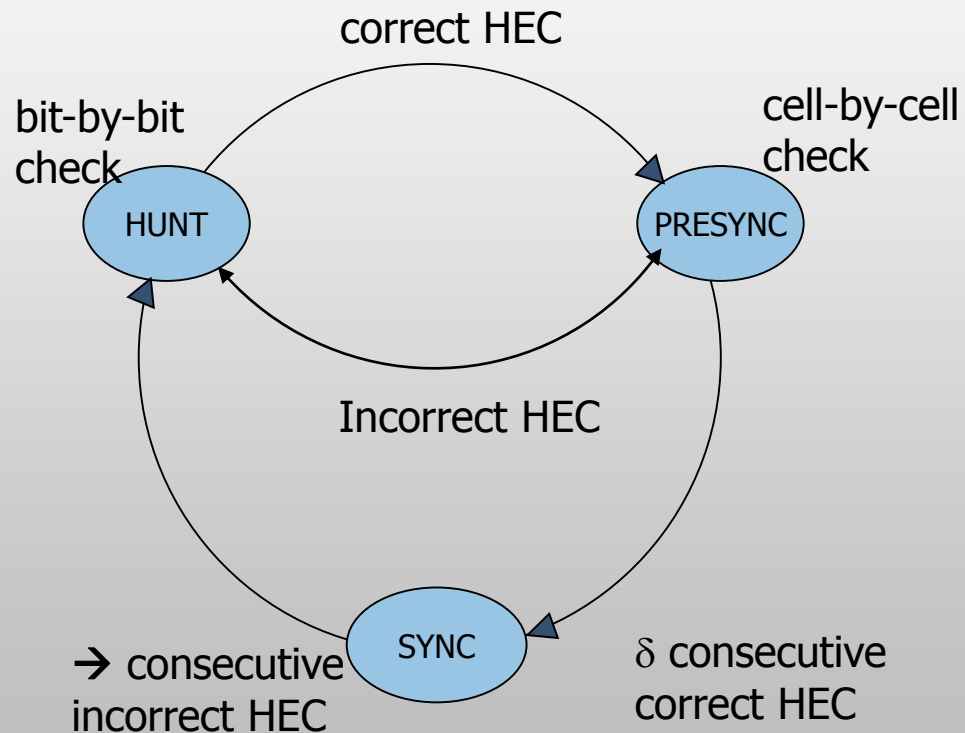 correct HEC
bit-by-bit
check
cell-by-cell
check
HUNT
PRESYNC
Incorrect HEC
SYNC
→ consecutive
incorrect HEC
δ consecutive
correct HEC